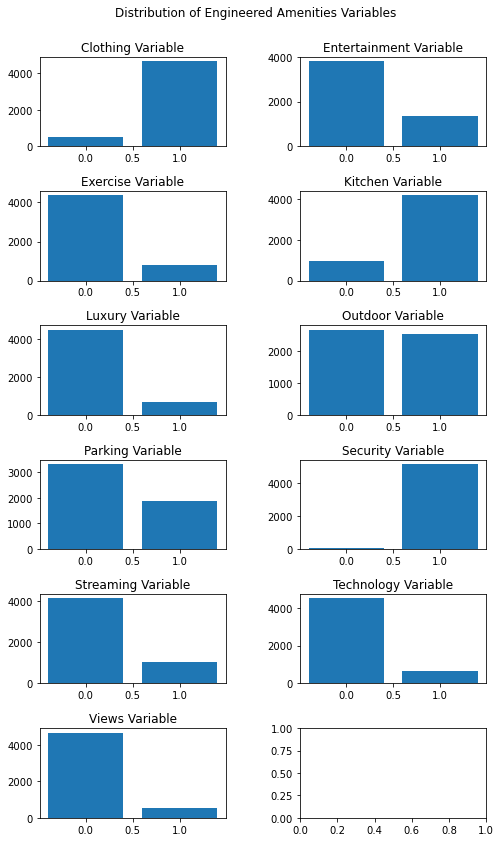 Distribution of Engineered Amenities Variables
Clothing Variable
4000
2000
0
0.0 0.5 1.0
Entertainment Variable
4000
2000
0
0.0 0.5 1.0
Exercise Variable
4000
2000
0
0.0 0.5 1.0
Kitchen Variable
4000
2000
0
0.0 0.5 1.0
Luxury Variable
4000
2000
0
0.0 0.5 1.0
Outdoor Variable
2000
1000
0
0.0 0.5 1.0
Parking Variable
3000
2000
1000
0
0.0 0.5 1.0
Security Variable
4000
2000
0
0.0 0.5 1.0
Streaming Variable
4000
2000
0
0.0 0.5 1.0
Technology Variable
4000
2000
0
0.0 0.5 1.0
Views Variable
4000
2000
0
0.0 0.5 1.0
1.00
0.75
0.50
0.25
0.00
0.0 0.2 0.4 0.6 0.8 1.0